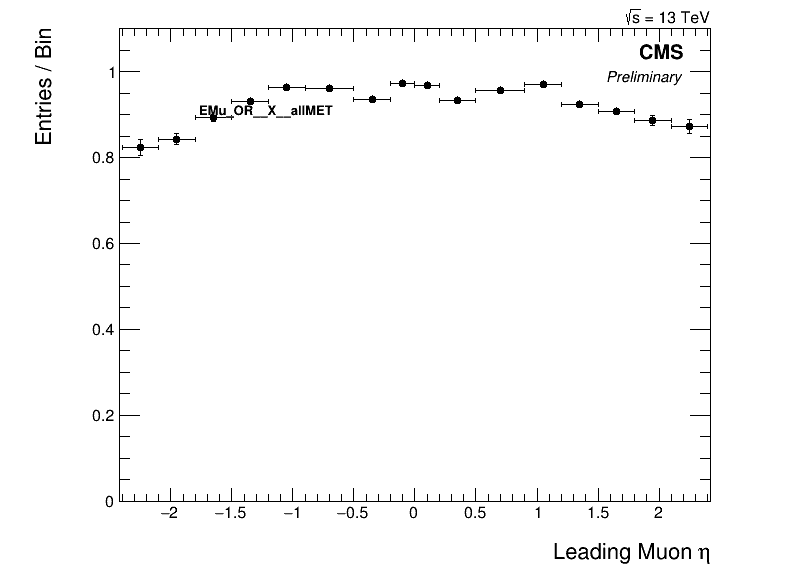 √s = 13 TeV
CMS
Preliminary
Entries / Bin
EMu_OR__X__allMET
1
0.8
0.6
0.4
0.2
0
−2 −1.5 −1 −0.5 0 0.5 1 1.5 2
Leading Muon η